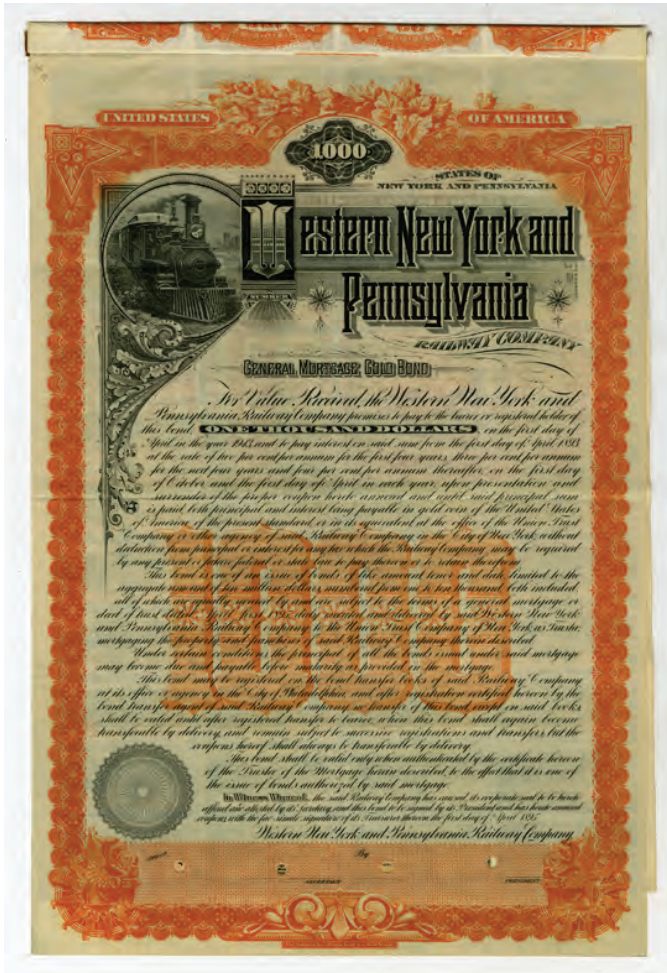 UNITED STATES
OF AMERICA
1000
STATES OF
NEW YORK AND PENNSYLVANIA
Western New York and
NUMBER
Pennsylvania
RAILWAY COMPANY
GENERAL MORTGAGE GOLD BOND
For Value Received, the Western New York and
Pennsylvania Railway Company promises to pay to the bearer or registered holder of
this bond, ONE THOUSAND DOLLARS, on the first day of
April in the year 1943, and to pay interest on said sum from the first day of April 1893
at the rate of two per cent per annum for the first four years, three per cent per annum
for the next four years and four per cent per annum thereafter, on the first day
of October and the first day of April in each year, upon presentation and
surrender of the proper coupon hereto annexed and until said principal sum
is paid, both principal and interest being payable in gold coin of the United States
of America, of the present standard, or in its equivalent at the office of the Union Trust
Company or other agency of said Railway Company, in the City of New York, without
deduction from principal or interest for any tax which the Railway Company may be required
by any present or future federal or state law to pay thereon or to retain therefrom.
This bond is one of an issue of bonds of like amount tenor and date, limited to the
aggregate amount of ten million dollars, numbered from one to ten thousand, both included,
all of which are equally secured by and are subject to the terms of a general mortgage or
deed of trust dated the first day executed and delivered by said Western New York
and Pennsylvania Railway Company to the Union Trust Company of New York, as Trustee,
mortgaging the property and franchises of said Railway Company therein described.
Under certain conditions the principal of all the bonds issued under said mortgage
may become due and payable before maturity as provided in the mortgage.
This bond may be registered on the bond transfer books of said Railway Company
at its office or agency in the City of Philadelphia and after registration certified hereon by the
bond transfer agent of said Railway Company no transfer of this bond except on said books
shall be valid until after registered transfer to bearer, when this bond shall again become
transferable by delivery, and remain subject to successive registrations and transfers, but the
coupons hereof shall always be transferable by delivery.
This bond shall be valid only when authenticated by the certificate hereon
of the Trustee of the Mortgage herein described, to the effect that it is one of
the issue of bonds authorized by said mortgage.
In Witness Whereof, the said Railway Company has caused its corporate seal to be hereto
affixed and attested by its Secretary, and this bond to be signed by its President and has hereto annexed
coupons with the fac-simile signature of its Treasurer thereon the first day of April 1895
Western New York and Pennsylvania Railway Company,
By
SECRETARY
PRESIDENT